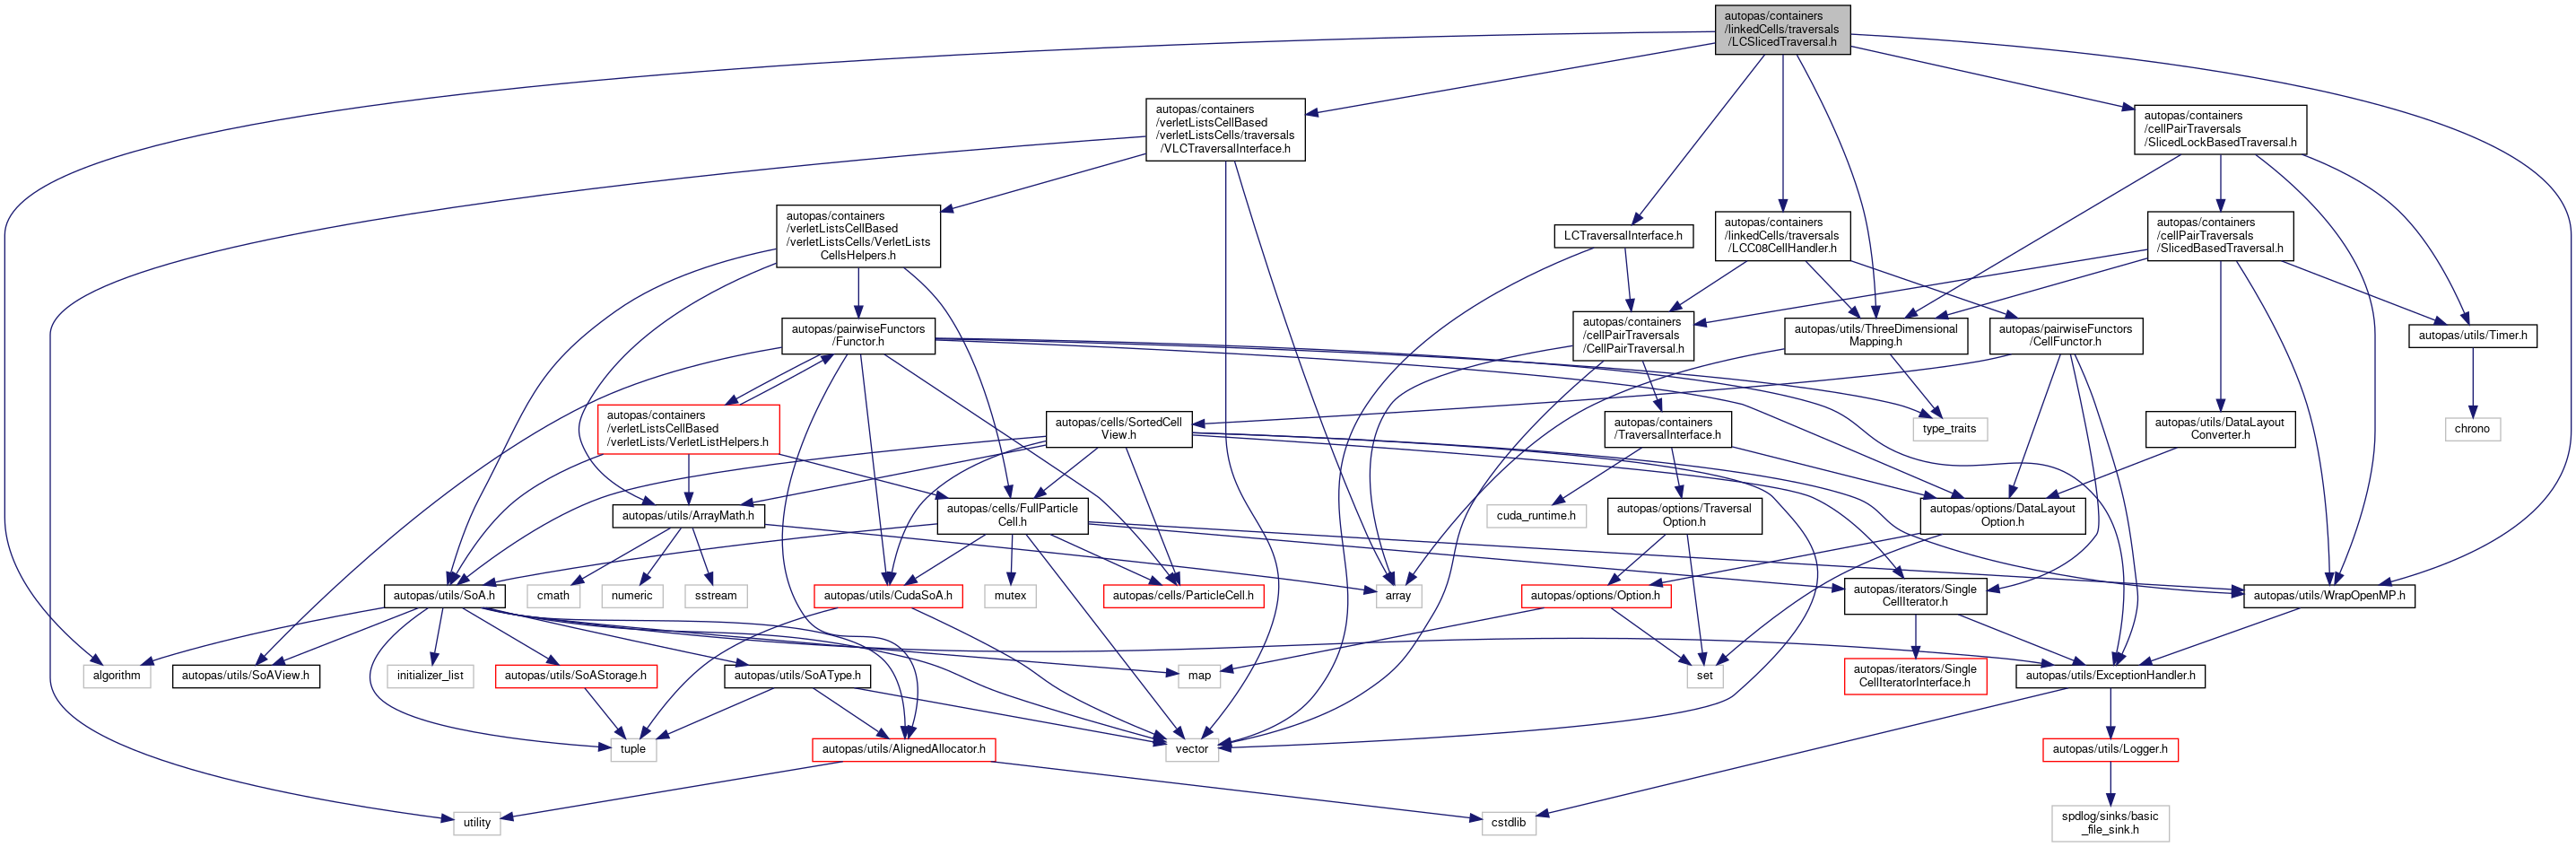 autopas/containers
/linkedCells/traversals
/LCSlicedTraversal.h
autopas/containers
/verletListsCellBased
/verletListsCells/traversals
/VLCTraversalInterface.h
autopas/containers
/cellPairTraversals
/SlicedLockBasedTraversal.h
autopas/containers
/verletListsCellBased
/verletListsCells/VerletLists
CellsHelpers.h
LCTraversalInterface.h
autopas/containers
/linkedCells/traversals
/LCC08CellHandler.h
autopas/containers
/cellPairTraversals
/SlicedBasedTraversal.h
autopas/pairwiseFunctors
/Functor.h
autopas/containers
/cellPairTraversals
/CellPairTraversal.h
autopas/utils/ThreeDimensional
Mapping.h
autopas/pairwiseFunctors
/CellFunctor.h
autopas/utils/Timer.h
autopas/containers
/verletListsCellBased
/verletLists/VerletListHelpers.h
autopas/cells/SortedCell
View.h
autopas/containers
/TraversalInterface.h
type_traits
autopas/utils/DataLayout
Converter.h
chrono
autopas/utils/ArrayMath.h
autopas/cells/FullParticle
Cell.h
cuda_runtime.h
autopas/options/Traversal
Option.h
autopas/options/DataLayout
Option.h
autopas/utils/SoA.h
cmath
numeric
sstream
autopas/utils/CudaSoA.h
mutex
autopas/cells/ParticleCell.h
array
autopas/options/Option.h
autopas/iterators/Single
CellIterator.h
autopas/utils/WrapOpenMP.h
algorithm
autopas/utils/SoAView.h
initializer_list
autopas/utils/SoAStorage.h
autopas/utils/SoAType.h
map
set
autopas/iterators/Single
CellIteratorInterface.h
autopas/utils/ExceptionHandler.h
tuple
autopas/utils/AlignedAllocator.h
vector
autopas/utils/Logger.h
utility
cstdlib
spdlog/sinks/basic
_file_sink.h